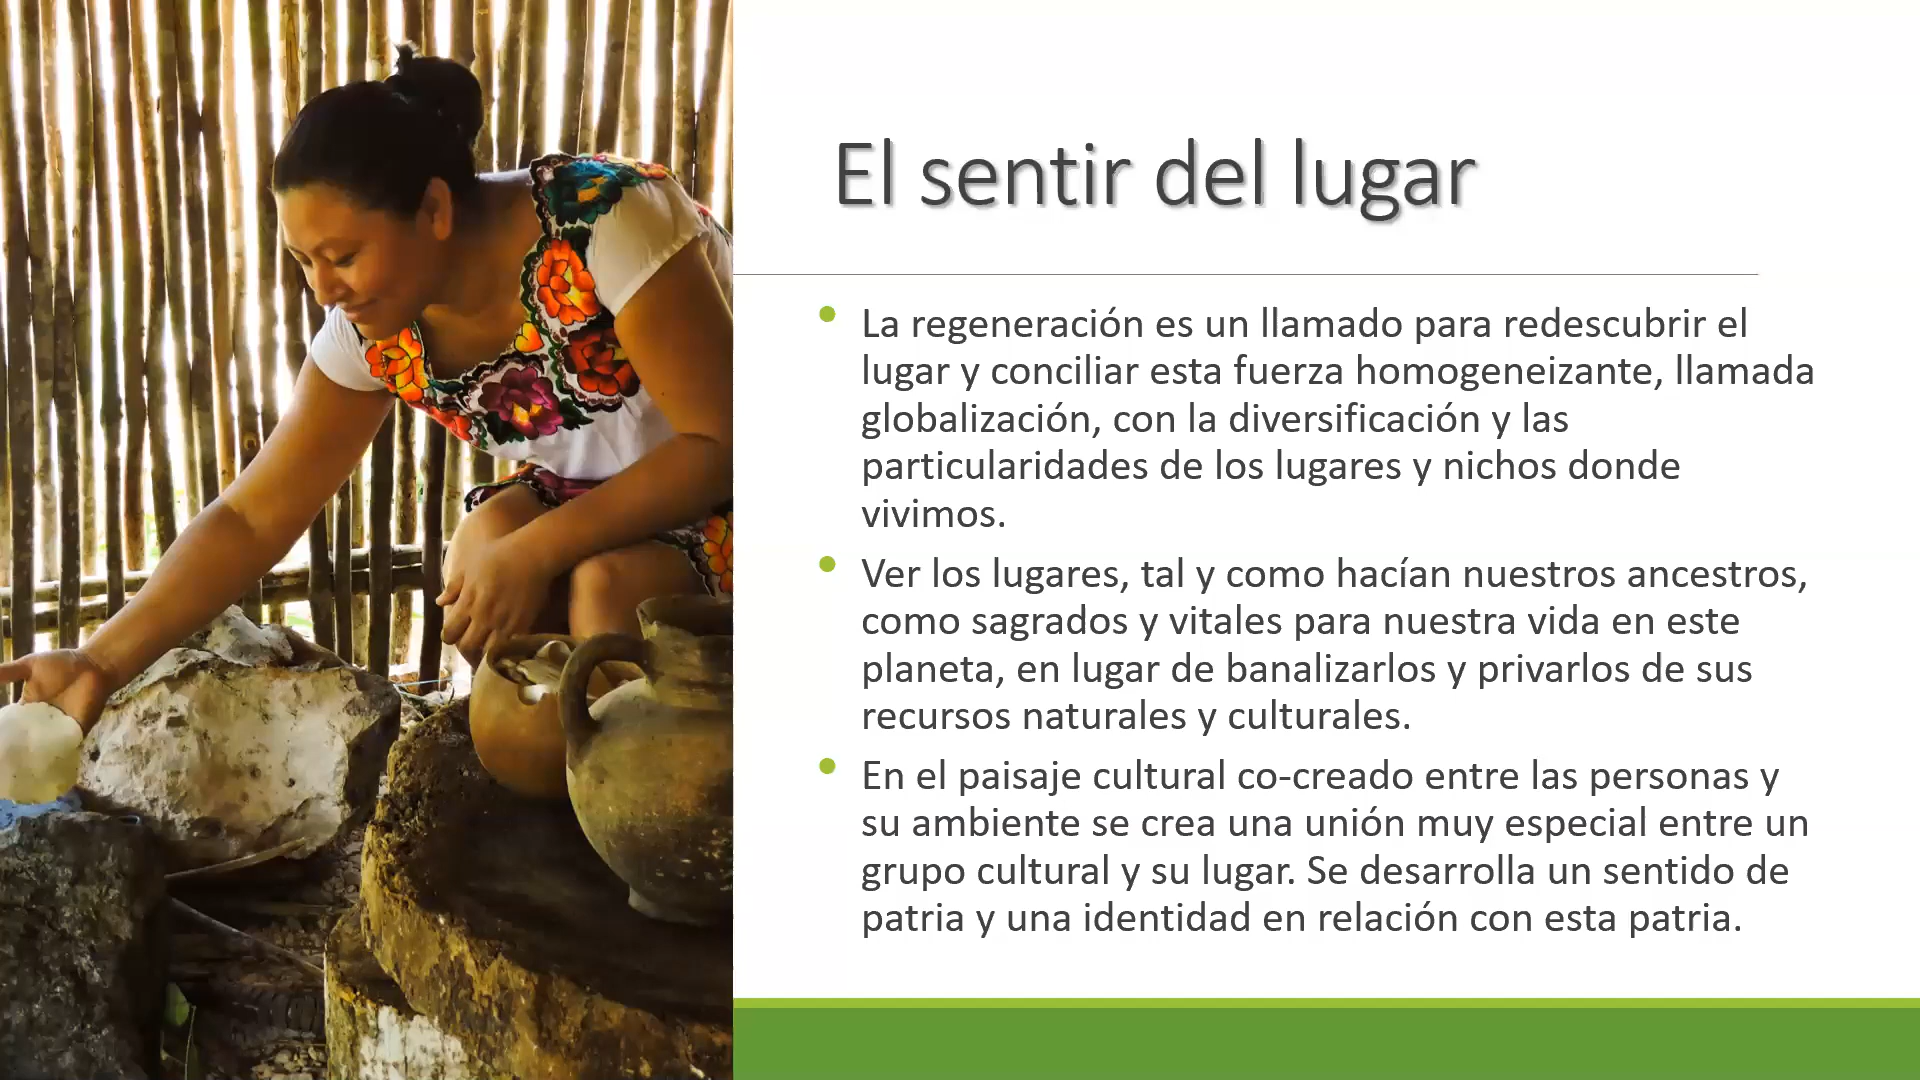 El sentir del lugar
• La regeneración es un llamado para redescubrir el
lugar y conciliar esta fuerza homogeneizante, llamada
globalización, con la diversificación y las
particularidades de los lugares y nichos donde
vivimos.
• Ver los lugares, tal y como hacían nuestros ancestros,
como sagrados y vitales para nuestra vida en este
planeta, en lugar de banalizarlos y privarlos de sus
recursos naturales y culturales.
• En el paisaje cultural co-creado entre las personas y
su ambiente se crea una unión muy especial entre un
grupo cultural y su lugar. Se desarrolla un sentido de
patria y una identidad en relación con esta patria.